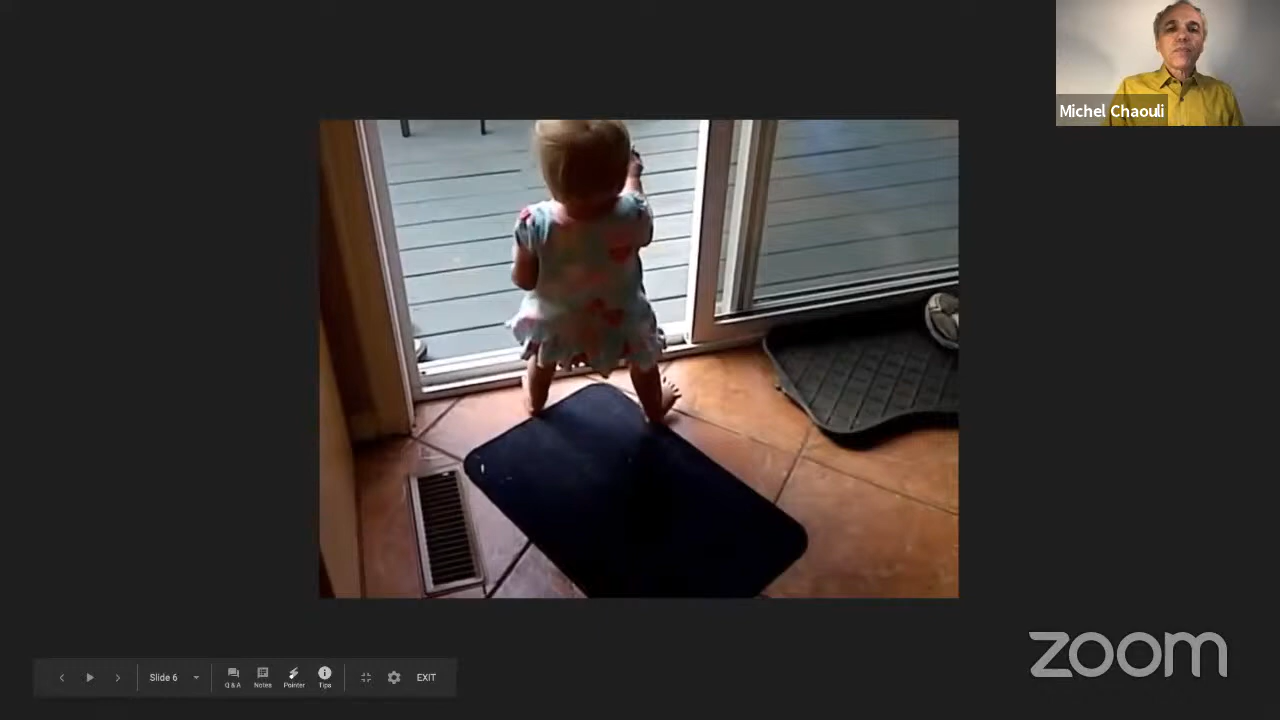 Michel Chaouli
Slide 6
Q & A
Notes
Pointer
Tips
EXIT
zoom